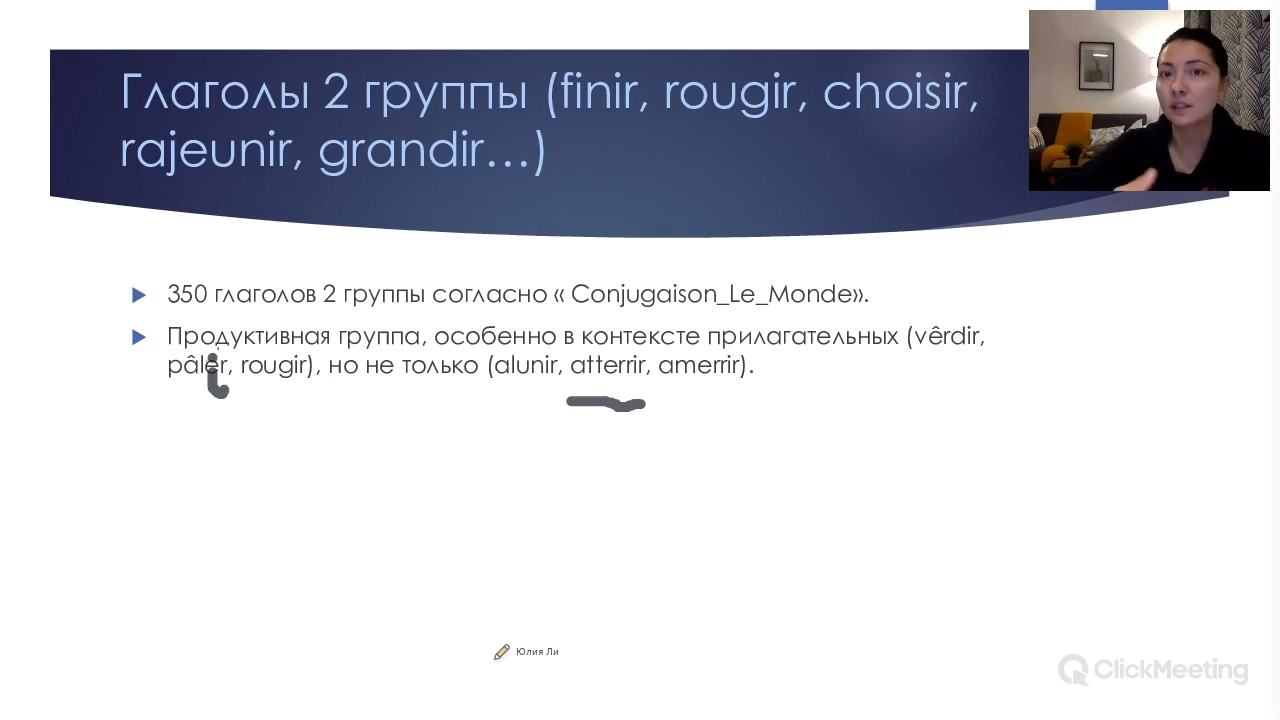 Глаголы 2 группы (finir, rougir, choisir,
rajeunir, grandir…)
350 глаголов 2 группы согласно « Conjugaison_Le_Monde».
Продуктивная группа, особенно в контексте прилагательных (vêrdir,
pâlêr, rougir), но не только (alunir, atterrir, amerrir).
i
Юлия Ли
ClickMeeting